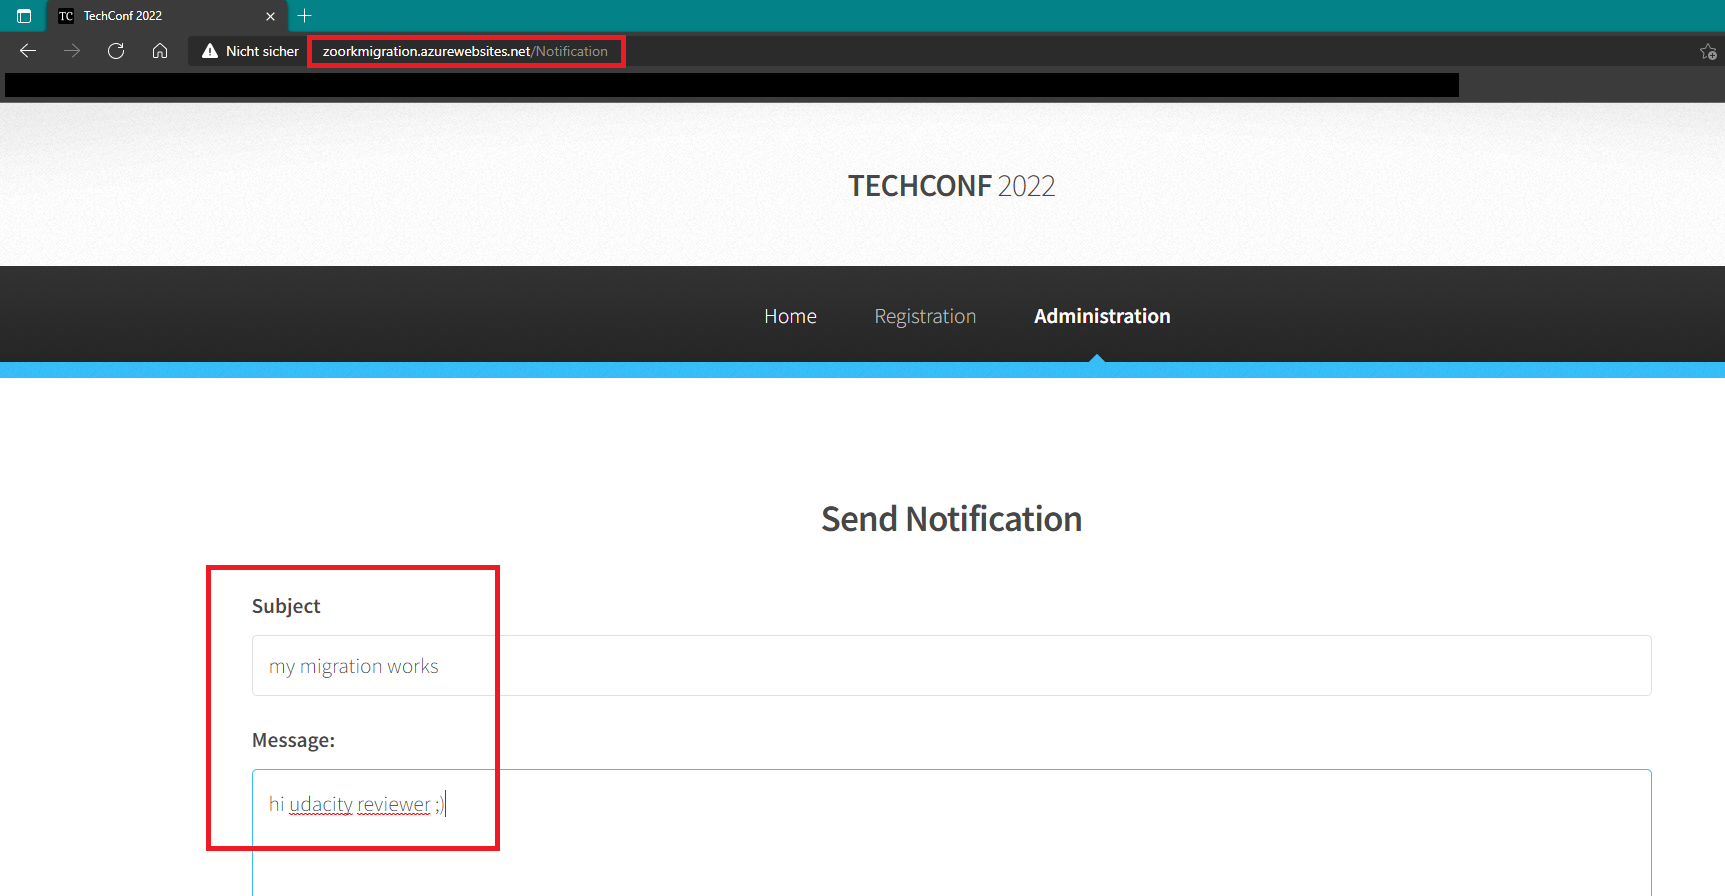 TC TechConf 2022
Nicht sicher zoorkmigration.azurewebsites.net/Notification
TECHCONF 2022
Home Registration Administration
Send Notification
Subject
my migration works
Message:
hi udacity reviewer ;)